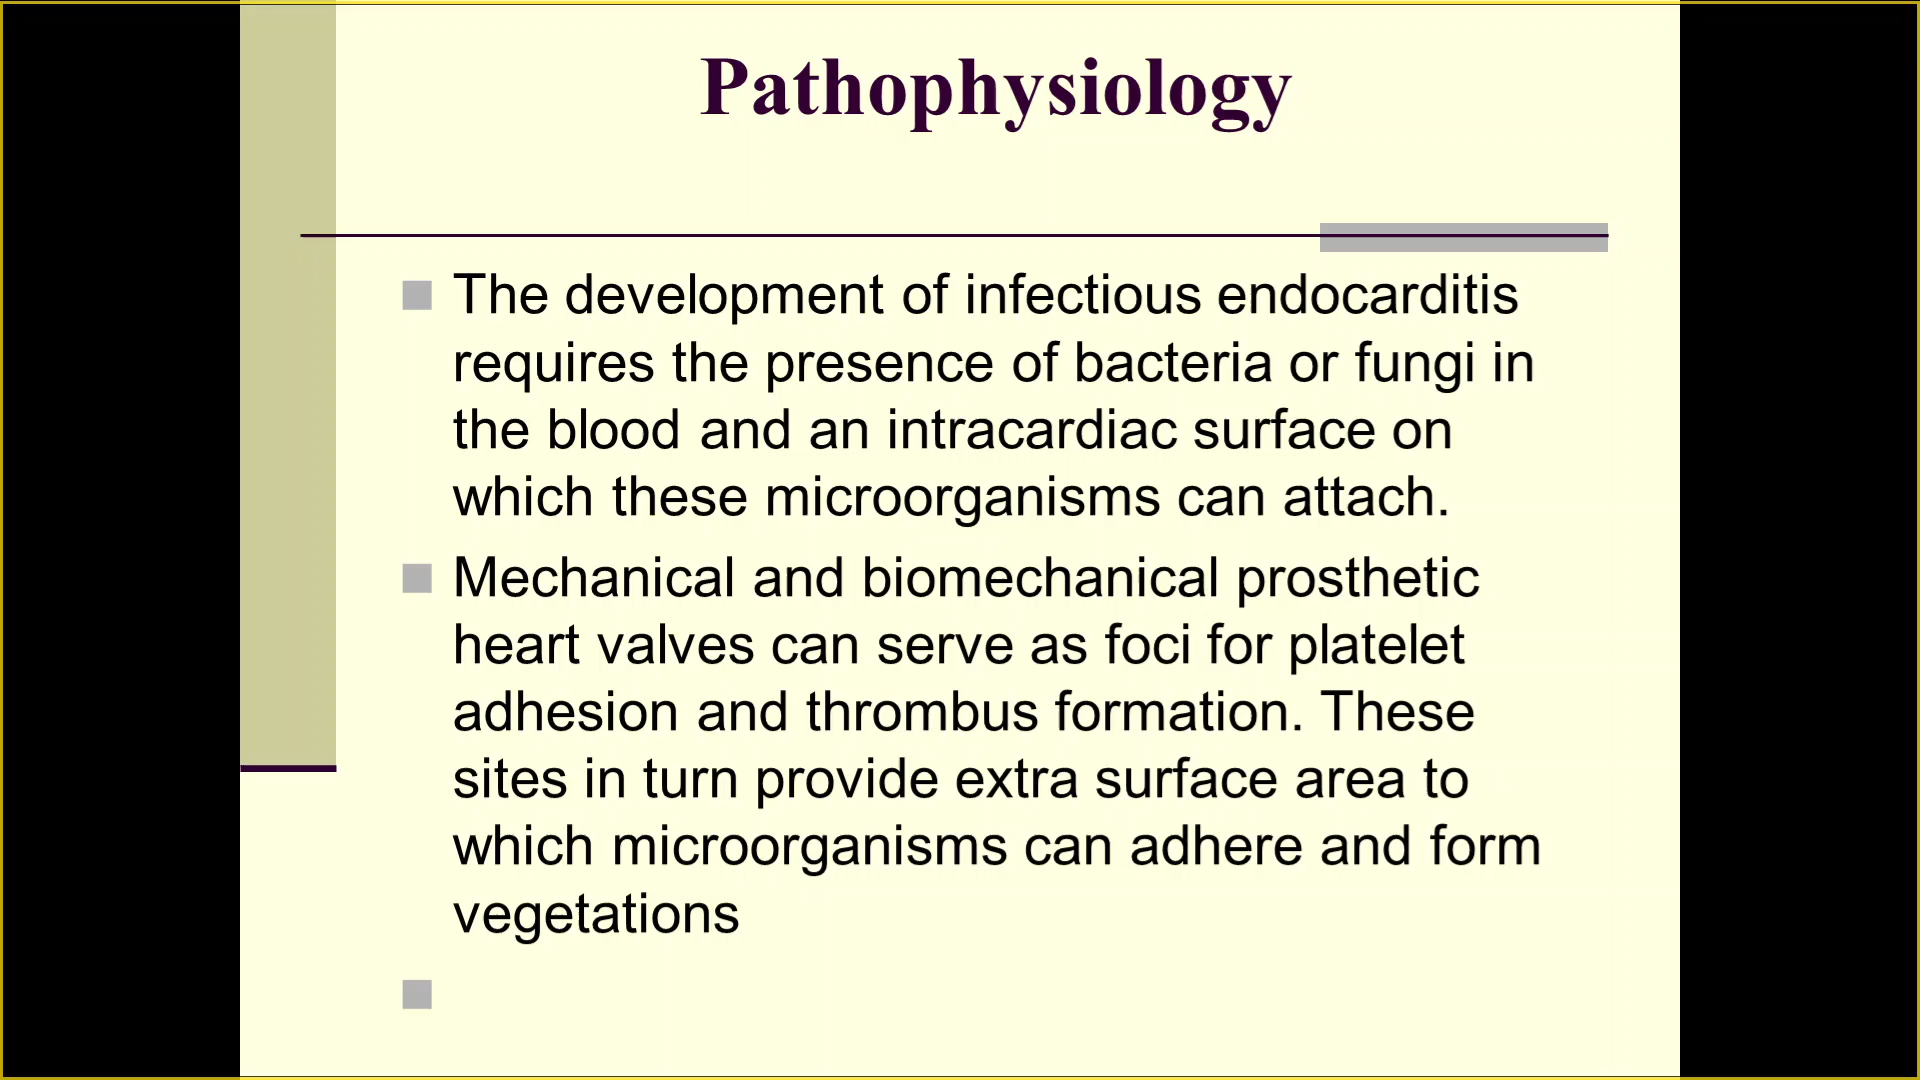 Pathophysiology
The development of infectious endocarditis
requires the presence of bacteria or fungi in
the blood and an intracardiac surface on
which these microorganisms can attach.
Mechanical and biomechanical prosthetic
heart valves can serve as foci for platelet
adhesion and thrombus formation. These
sites in turn provide extra surface area to
which microorganisms can adhere and form
vegetations